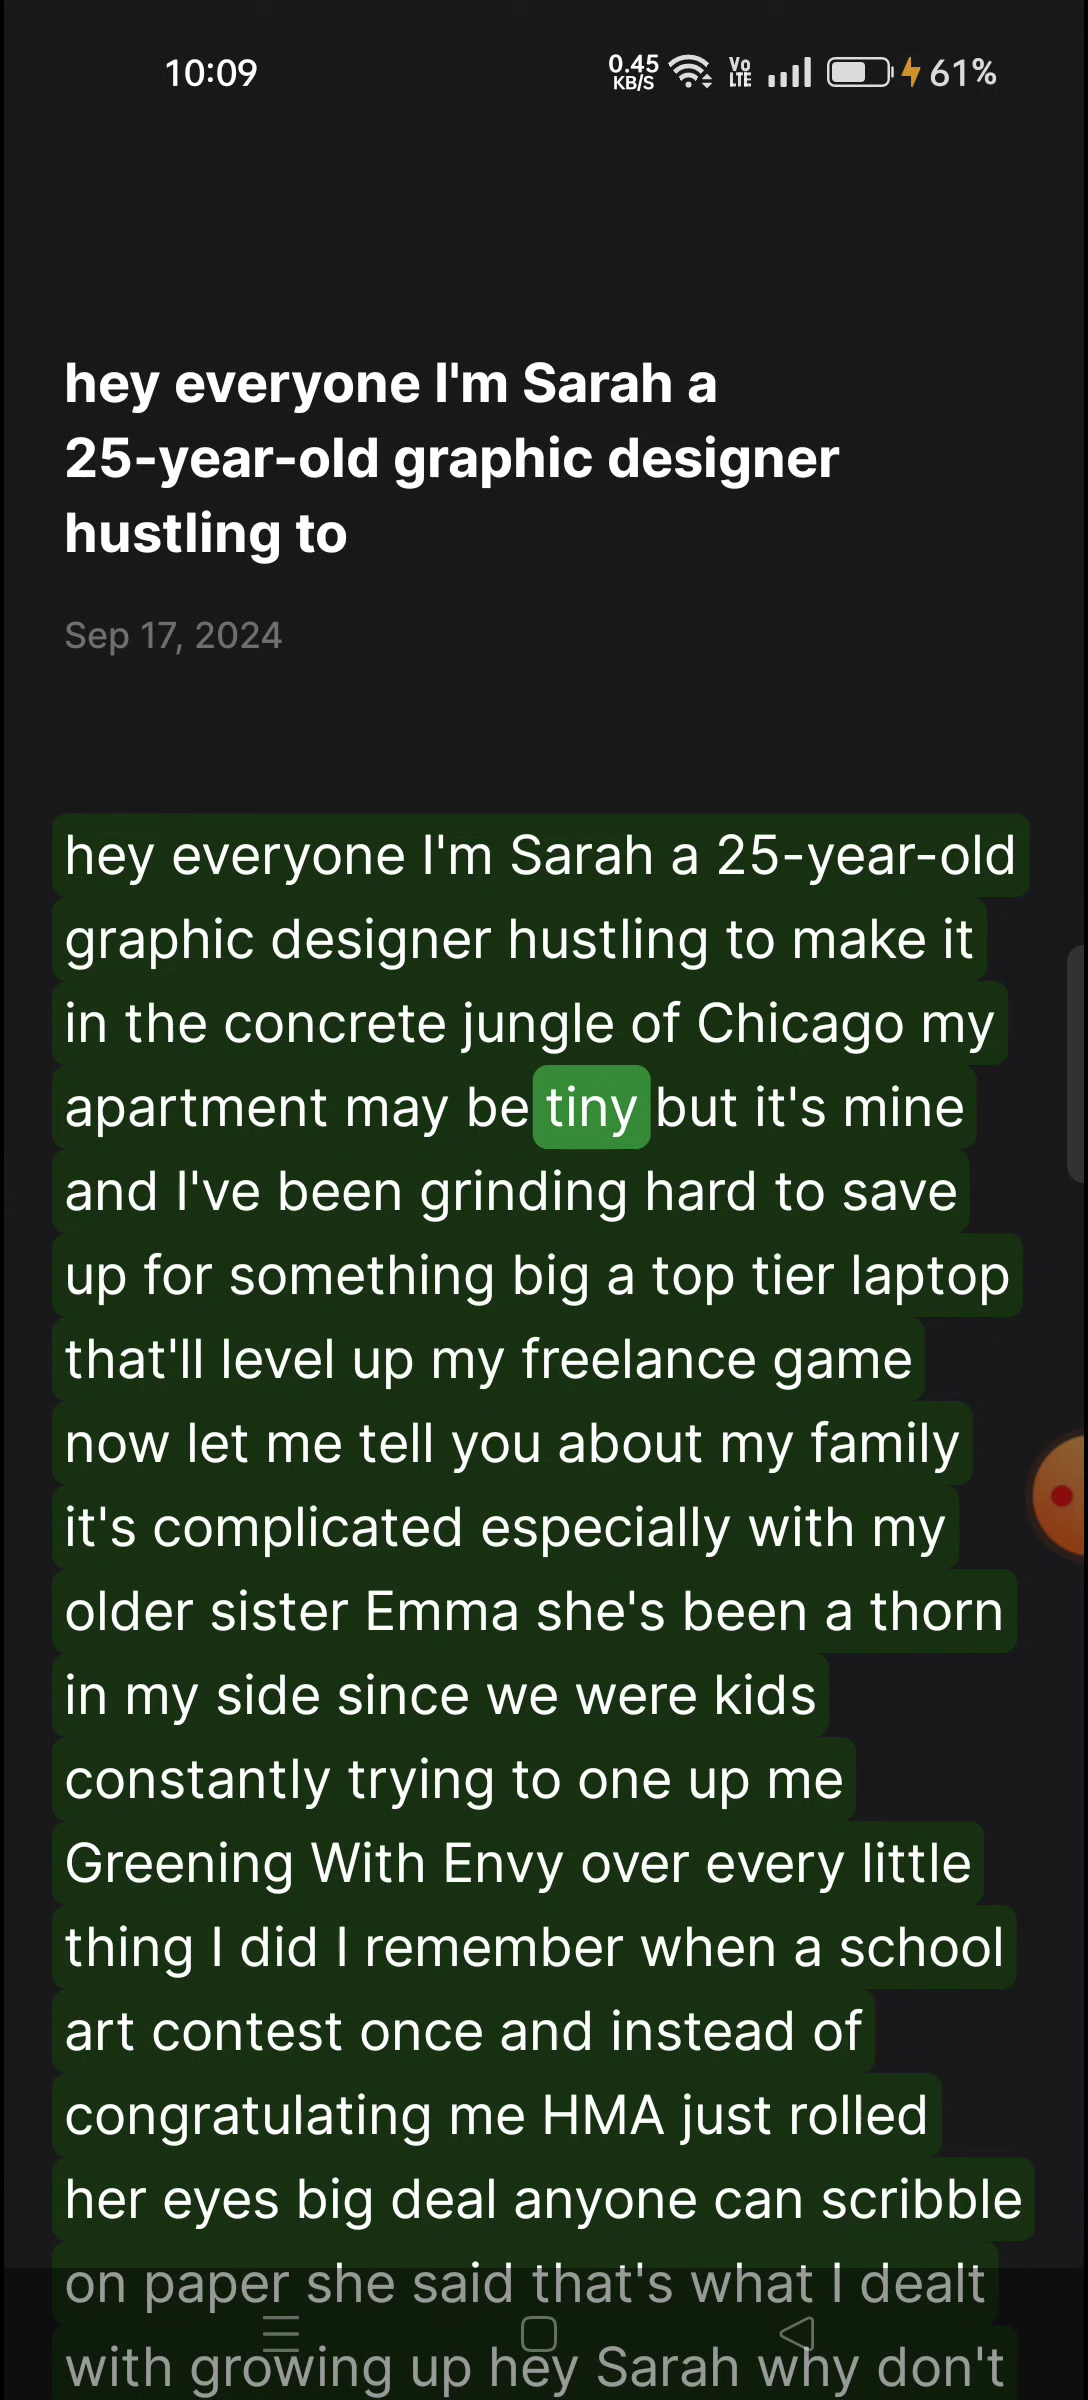 10:09
0.45
KB/S
Vo
LTE
61%
hey everyone I'm Sarah a
25-year-old graphic designer
hustling to
Sep 17, 2024
hey everyone I'm Sarah a 25-year-old
graphic designer hustling to make it
in the concrete jungle of Chicago my
apartment may be tiny but it's mine
and I've been grinding hard to save
up for something big a top tier laptop
that'll level up my freelance game
now let me tell you about my family
it's complicated especially with my
older sister Emma she's been a thorn
in my side since we were kids
constantly trying to one up me
Greening With Envy over every little
thing I did I remember when a school
art contest once and instead of
congratulating me HMA just rolled
her eyes big deal anyone can scribble
on paper she said that's what I dealt
with growing up hey Sarah why don't